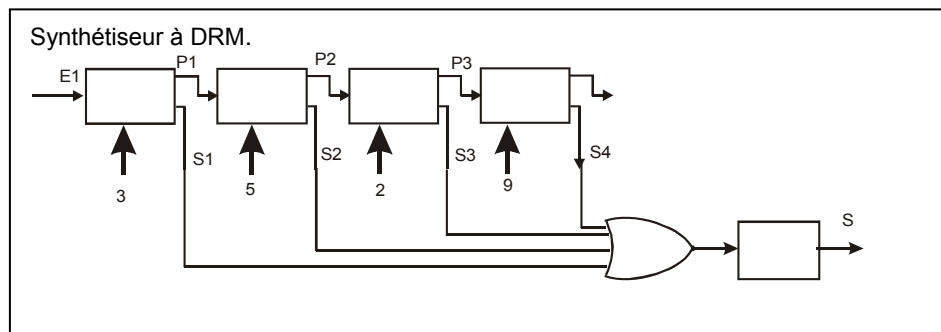 Synthétiseur à DRM.
E1 P1 P2 P3
S1 S2 S3 S4
3 5 2 9
S